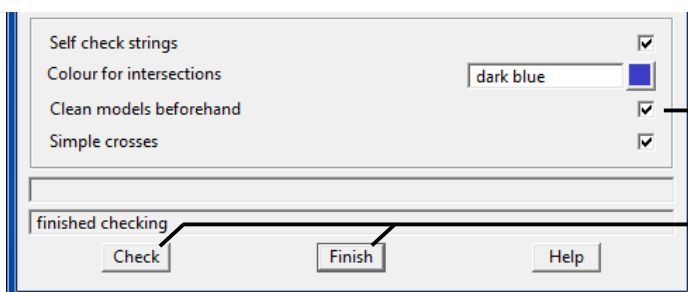 Self check strings
Colour for intersections dark blue
Clean models beforehand
Simple crosses
finished checking
Check Finish Help